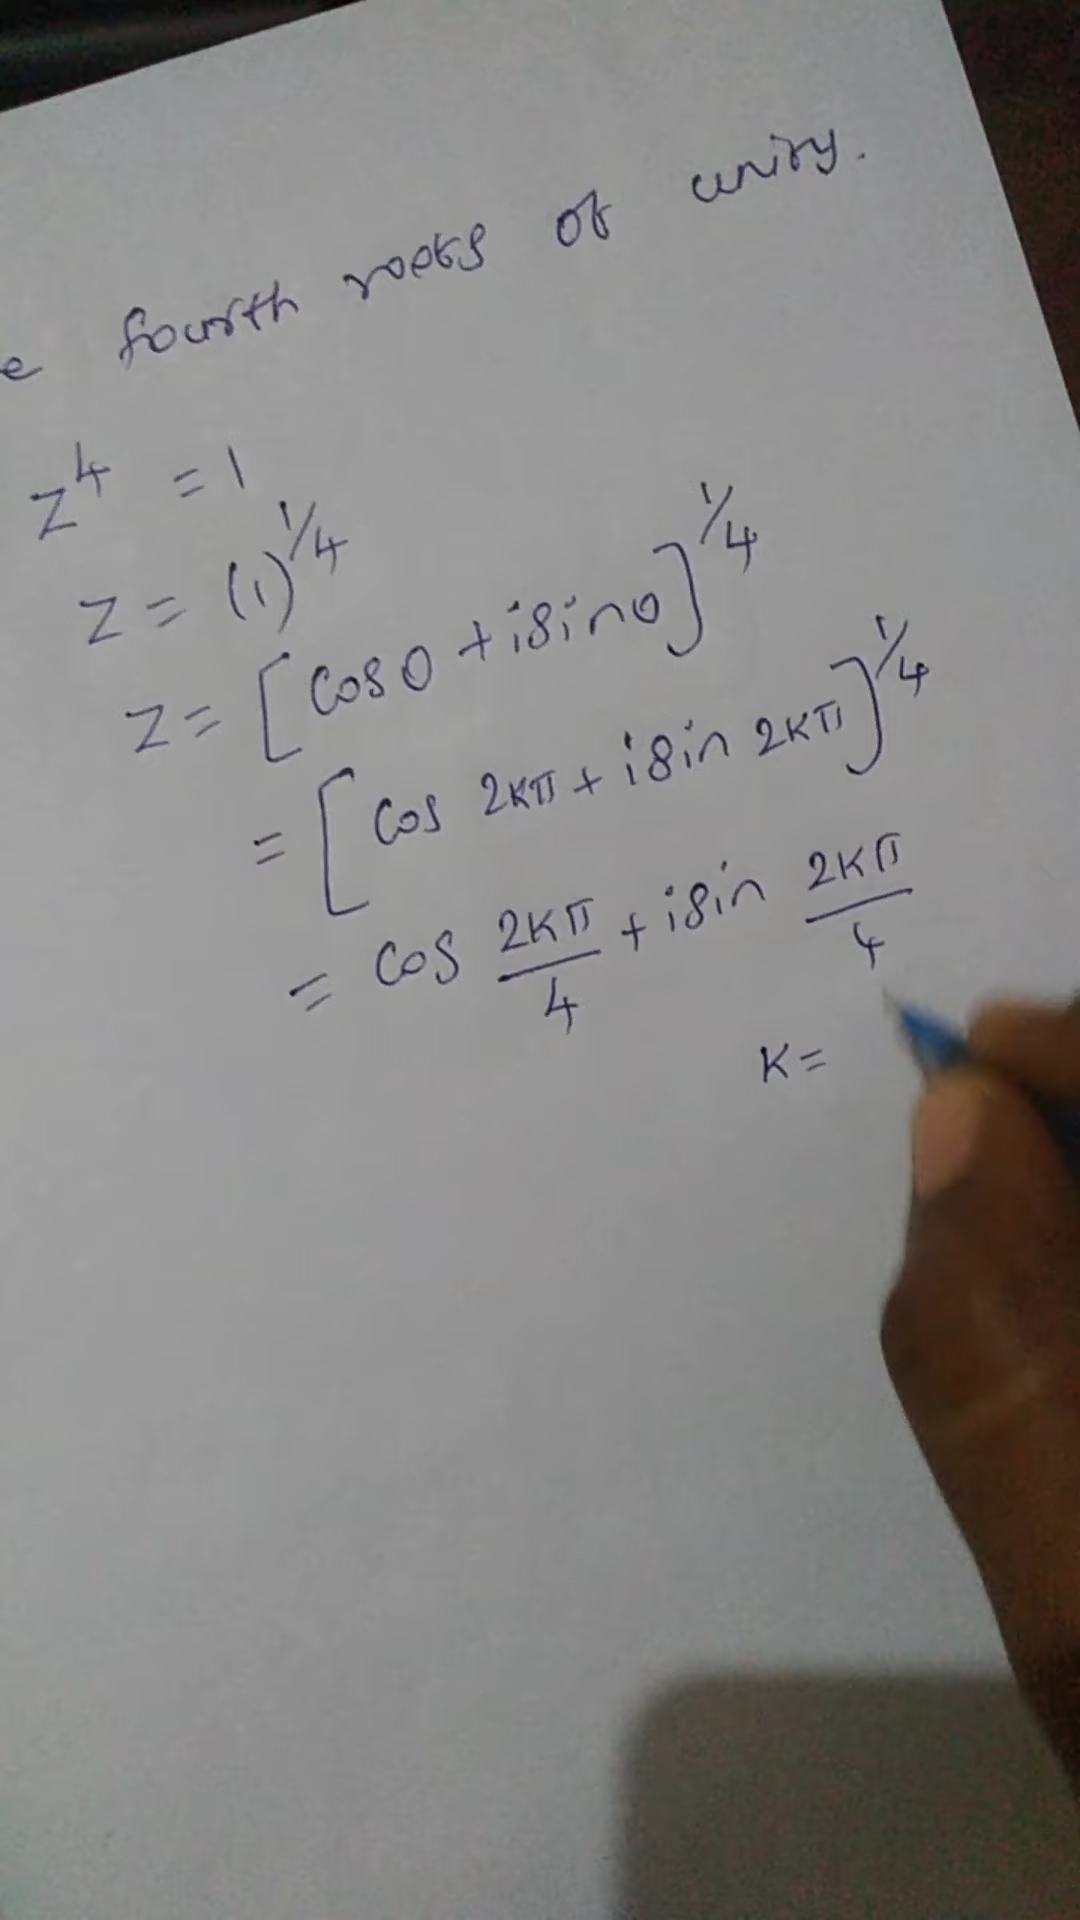 e fourth roots of unity.
z⁴ = 1
z = (1)^1/4
z = [cos 0 + i sin 0]^1/4
= [cos 2kπ + i sin 2kπ]^1/4
= cos 2kπ/4 + i sin 2kπ/4
k =